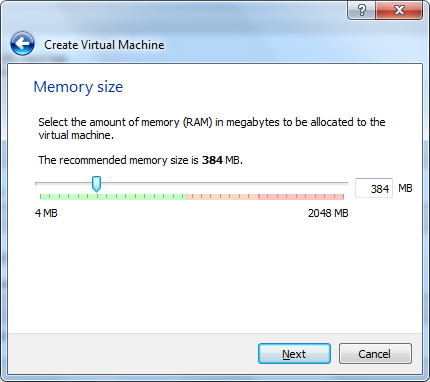 ?
Create Virtual Machine
Memory size
Select the amount of memory (RAM) in megabytes to be allocated to the
virtual machine.
The recommended memory size is 384 MB.
384 MB
4 MB 2048 MB
Next Cancel